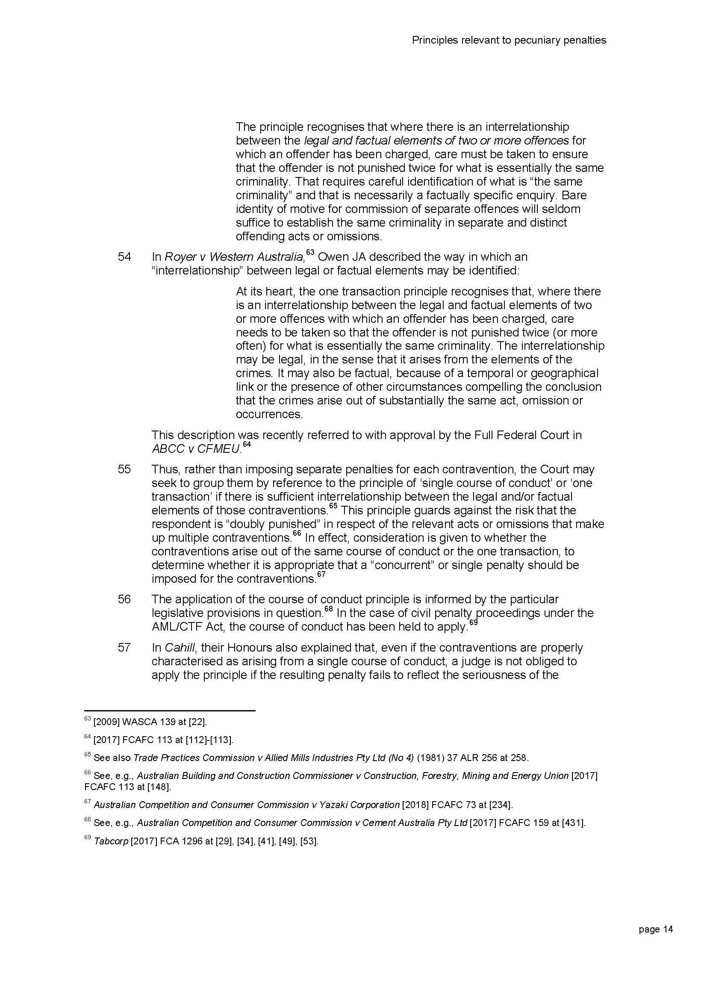 Principles relevant to pecuniary penalties
The principle recognises that where there is an interrelationship
between the legal and factual elements of two or more offences for
which an offender has been charged, care must be taken to ensure
that the offender is not punished twice for what is essentially the same
criminality. That requires careful identification of what is “the same
criminality” and that is necessarily a factually specific enquiry. Bare
identity of motive for commission of separate offences will seldom
suffice to establish the same criminality in separate and distinct
offending acts or omissions.
54 In Royer v Western Australia,63 Owen JA described the way in which an
“interrelationship” between legal or factual elements may be identified:
At its heart, the one transaction principle recognises that, where there
is an interrelationship between the legal and factual elements of two
or more offences with which an offender has been charged, care
needs to be taken so that the offender is not punished twice (or more
often) for what is essentially the same criminality. The interrelationship
may be legal, in the sense that it arises from the elements of the
crimes. It may also be factual, because of a temporal or geographical
link or the presence of other circumstances compelling the conclusion
that the crimes arise out of substantially the same act, omission or
occurrences.
This description was recently referred to with approval by the Full Federal Court in
ABCC v CFMEU.64
55 Thus, rather than imposing separate penalties for each contravention, the Court may
seek to group them by reference to the principle of ‘single course of conduct’ or ‘one
transaction’ if there is sufficient interrelationship between the legal and/or factual
elements of those contraventions.65 This principle guards against the risk that the
respondent is “doubly punished” in respect of the relevant acts or omissions that make
up multiple contraventions.66 In effect, consideration is given to whether the
contraventions arise out of the same course of conduct or the one transaction, to
determine whether it is appropriate that a “concurrent” or single penalty should be
imposed for the contraventions.67
56 The application of the course of conduct principle is informed by the particular
legislative provisions in question.68 In the case of civil penalty proceedings under the
AML/CTF Act, the course of conduct has been held to apply.69
57 In Cahill, their Honours also explained that, even if the contraventions are properly
characterised as arising from a single course of conduct, a judge is not obliged to
apply the principle if the resulting penalty fails to reflect the seriousness of the
63 [2009] WASCA 139 at [22].
64 [2017] FCAFC 113 at [112]-[113].
65 See also Trade Practices Commission v Allied Mills Industries Pty Ltd (No 4) (1981) 37 ALR 256 at 258.
66 See, e.g., Australian Building and Construction Commissioner v Construction, Forestry, Mining and Energy Union [2017]
FCAFC 113 at [148].
67 Australian Competition and Consumer Commission v Yazaki Corporation [2018] FCAFC 73 at [234].
68 See, e.g., Australian Competition and Consumer Commission v Cement Australia Pty Ltd [2017] FCAFC 159 at [431].
69 Tabcorp [2017] FCA 1296 at [29], [34], [41], [49], [53].
page 14